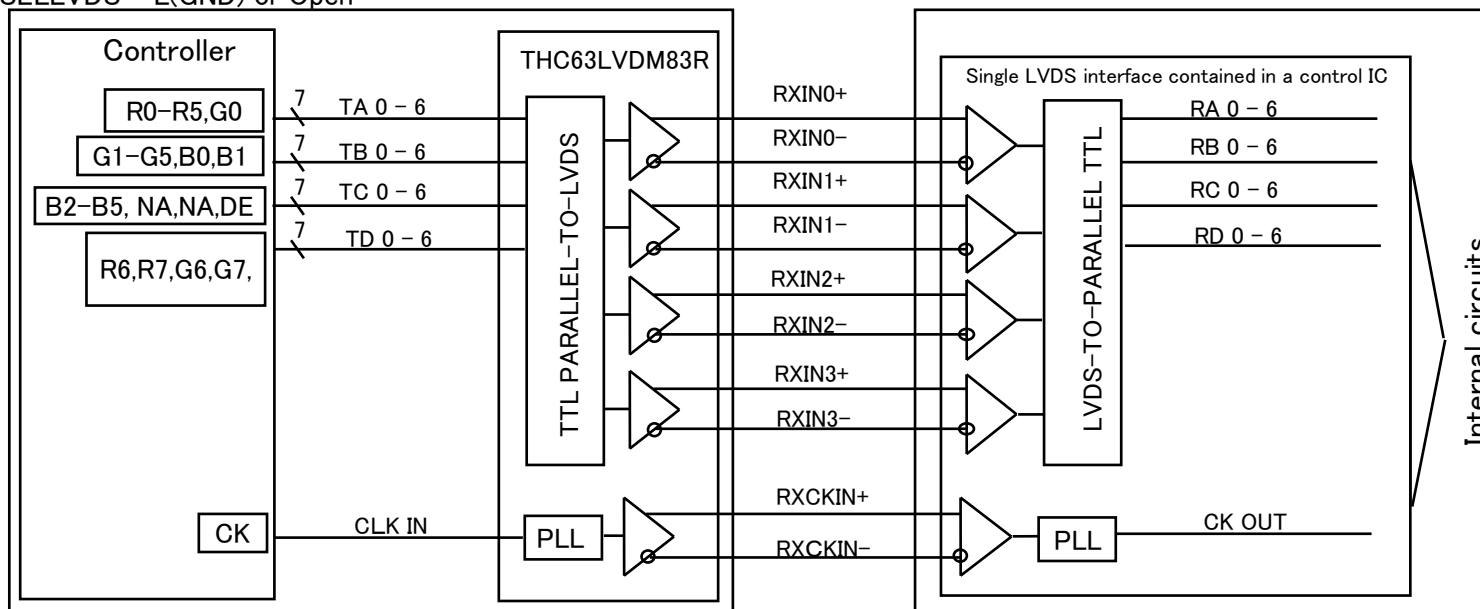 SELLVDS = L(GND) or Open
Controller
R0-R5,G0
G1-G5,B0,B1
B2-B5, NA,NA,DE
R6,R7,G6,G7,
CK
7
TA 0 - 6
7
TB 0 - 6
7
TC 0 - 6
7
TD 0 - 6
CLK IN
THC63LVDM83R
TTL PARALLEL-TO-LVDS
PLL
RXIN0+
RXIN0-
RXIN1+
RXIN1-
RXIN2+
RXIN2-
RXIN3+
RXIN3-
RXCKIN+
RXCKIN-
Single LVDS interface contained in a control IC
LVDS-TO-PARALLEL TTL
PLL
RA 0 - 6
RB 0 - 6
RC 0 - 6
RD 0 - 6
CK OUT
Internal circuits